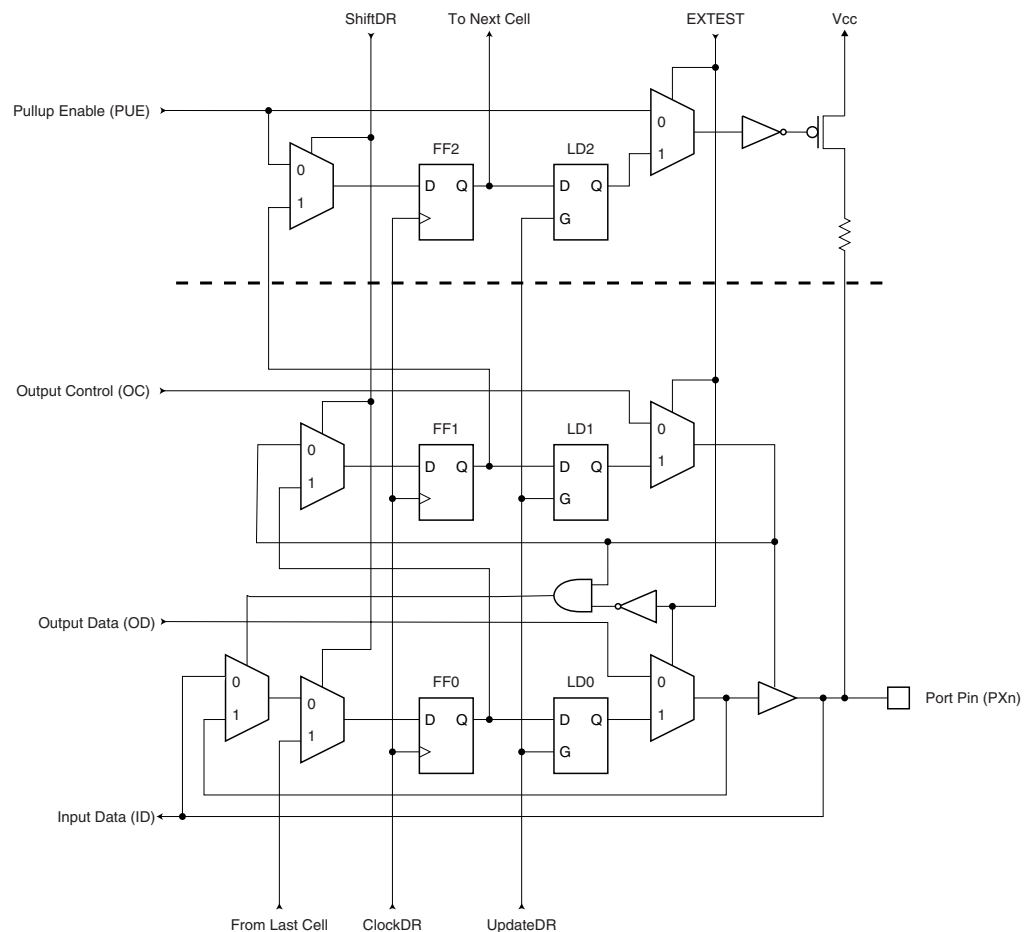 ShiftDR To Next Cell EXTEST Vcc
Pullup Enable (PUE)
0
1
FF2
D Q
LD2
D Q
G
0
1
Output Control (OC)
0
1
FF1
D Q
LD1
D Q
G
0
1
Output Data (OD)
0
1
0
1
FF0
D Q
LD0
D Q
G
0
1
Port Pin (PXn)
Input Data (ID)
From Last Cell ClockDR UpdateDR